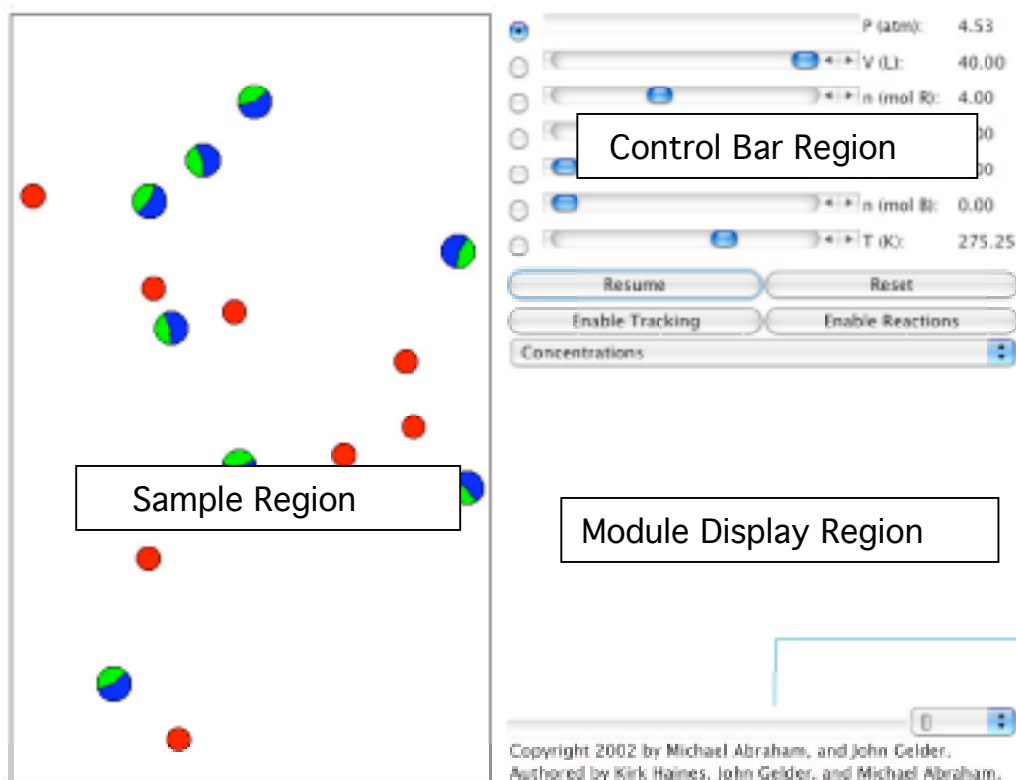 P (atm): 4.53
V (L): 40.00
n (mol R): 4.00
Control Bar Region
00
00
n (mol B): 0.00
T (K): 275.25
Resume Reset
Enable Tracking Enable Reactions
Concentrations
Sample Region
Module Display Region
Copyright 2002 by Michael Abraham, and John Gelder.
Authored by Kirk Haines, John Gelder, and Michael Abraham.